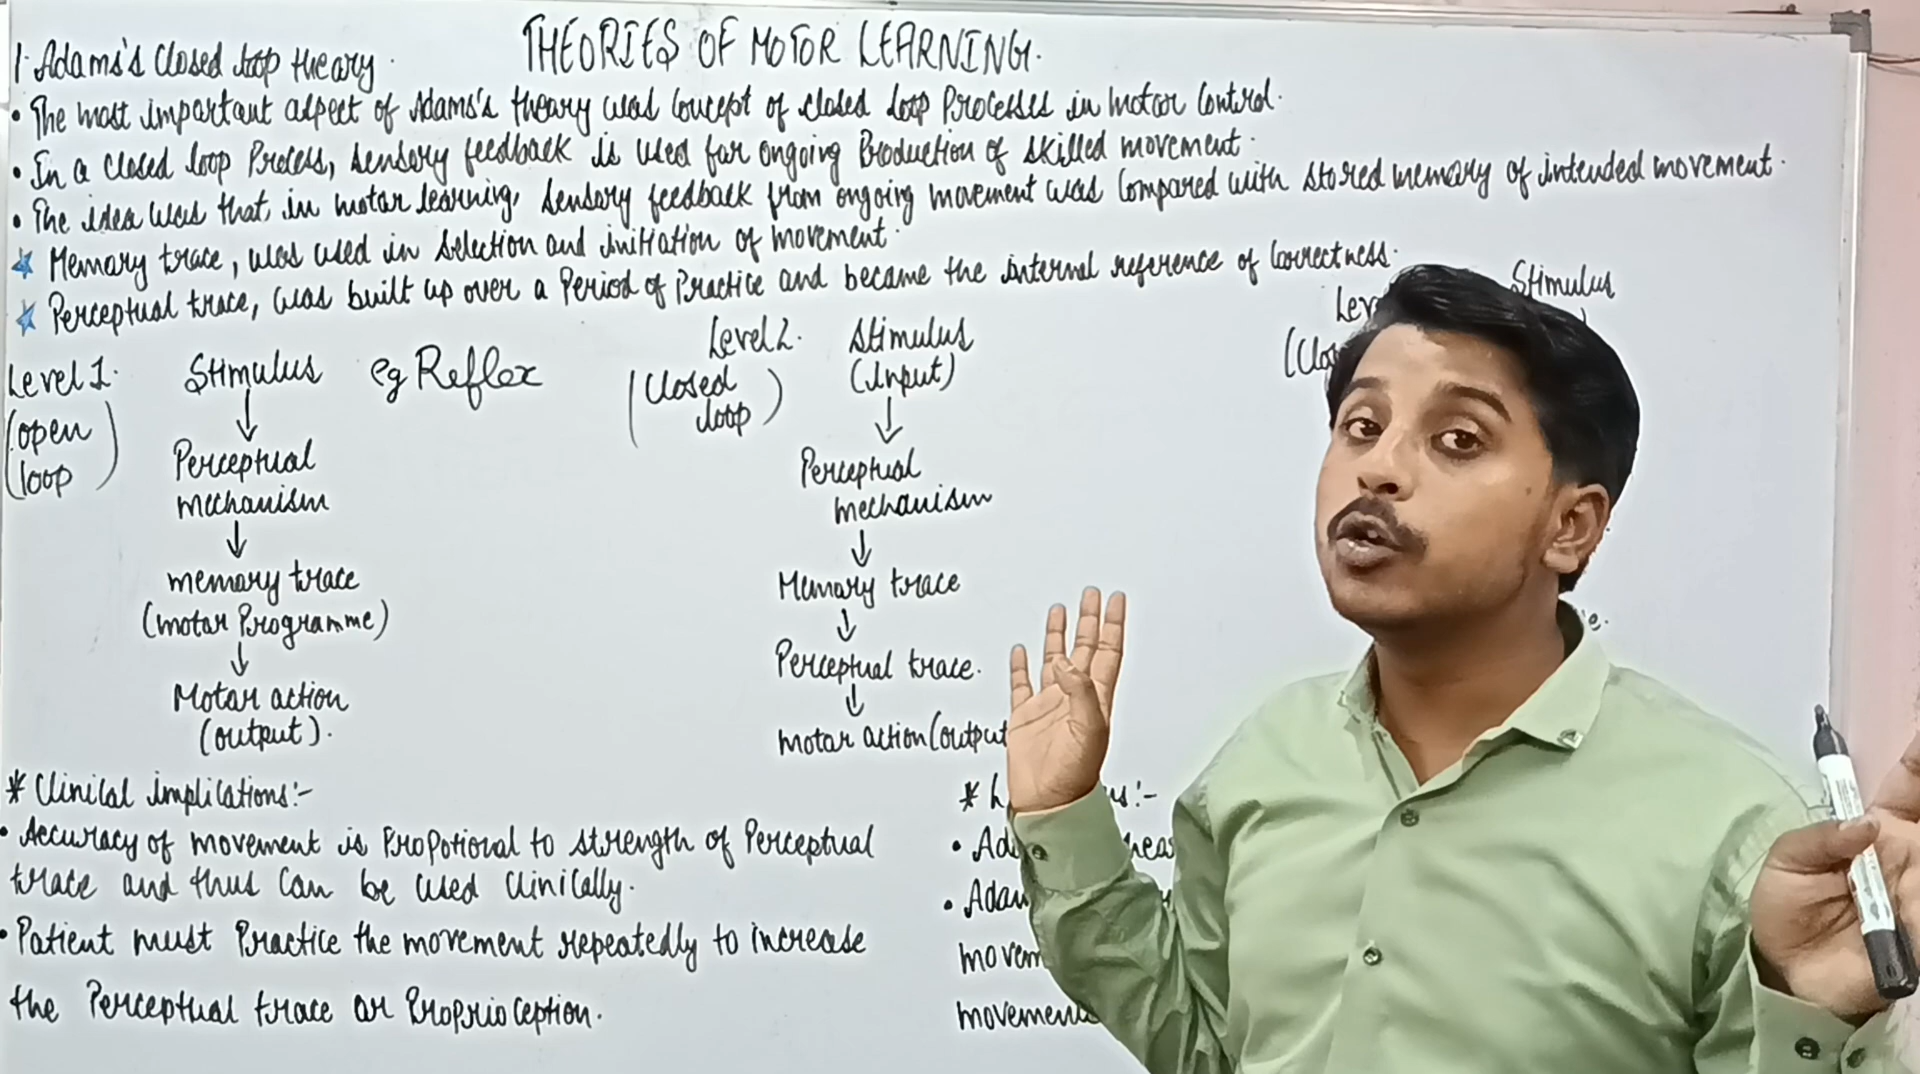 THEORIES OF MOTOR LEARNING.
1. Adams's Closed loop theory.
• The most important aspect of Adams's theory was Concept of closed loop Processes in motor Control.
• In a closed loop Process, sensory feedback is used for ongoing Production of skilled movement.
• The idea was that, in motor learning, sensory feedback from ongoing movement was Compared with stored memory of intended movement.
★ Memory trace, was used in selection and initiation of movement.
★ Perceptual trace, was built up over a Period of Practice and became the internal reference of Correctness.
Level 1.
(open
loop)
Stimulus eg Reflex
↓
Perceptual
mechanism
↓
memory trace
(motor Programme)
↓
Motor action
(output).
Level 2.
(Closed
loop)
Stimulus
(Input)
↓
Perceptual
mechanism
↓
Memory trace
↓
Perceptual trace.
↓
motor action (output
Stimulus
* Clinical implications:-
• Accuracy of movement is Propotional to strength of Perceptual
trace and thus Can be used Clinically.
• Patient must Practice the movement repeatedly to increase
the Perceptual trace or Proprioception.
movements